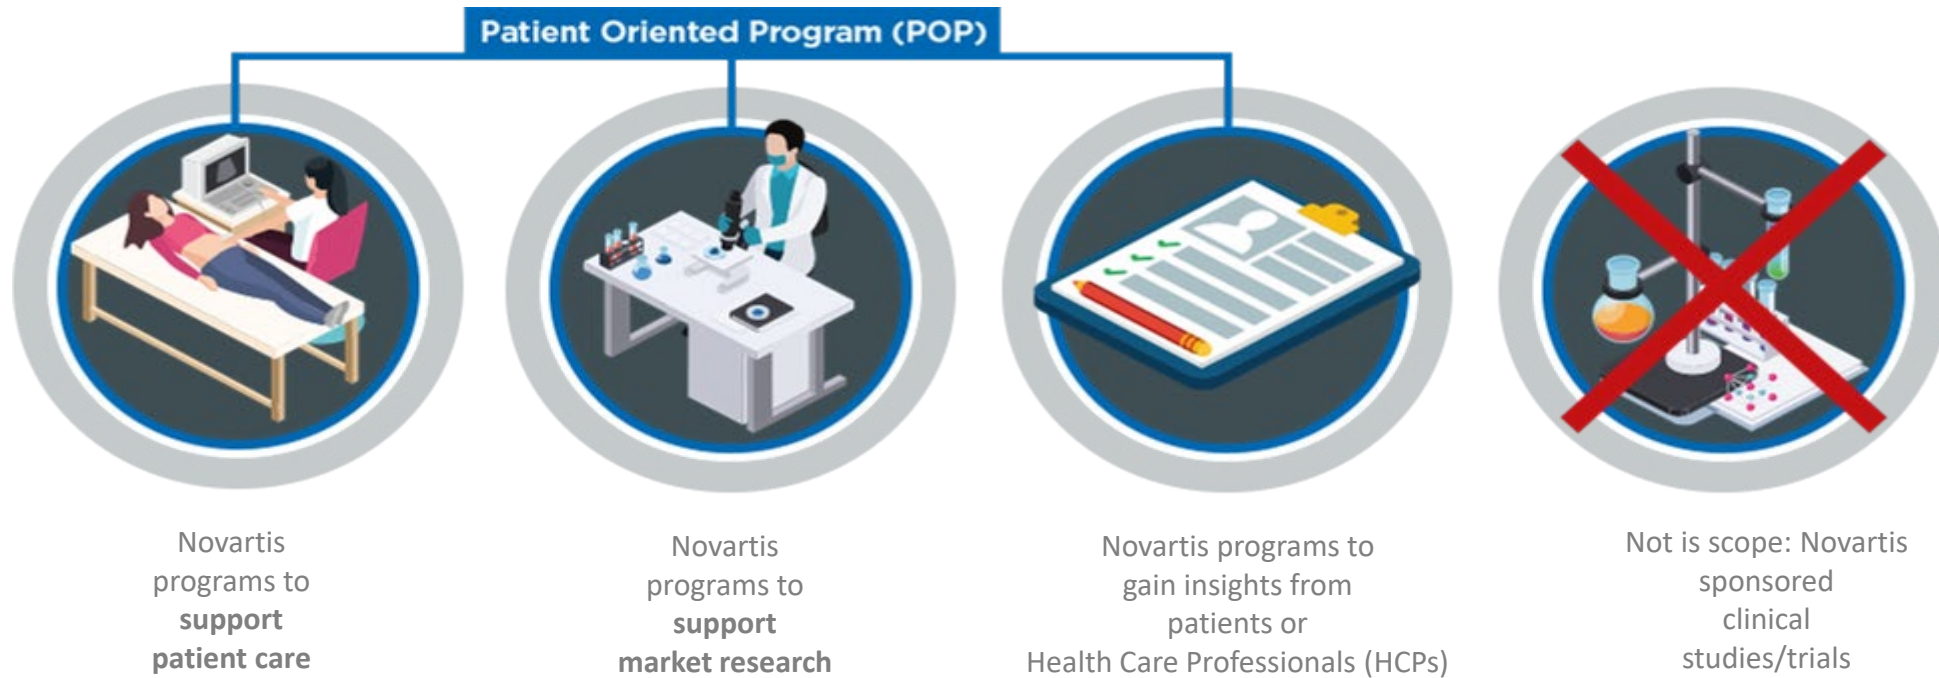 Patient Oriented Program (POP)
Novartis
programs to
support
patient care
Novartis
programs to
support
market research
Novartis programs to
gain insights from
patients or
Health Care Professionals (HCPs)
Not is scope: Novartis
sponsored
clinical
studies/trials